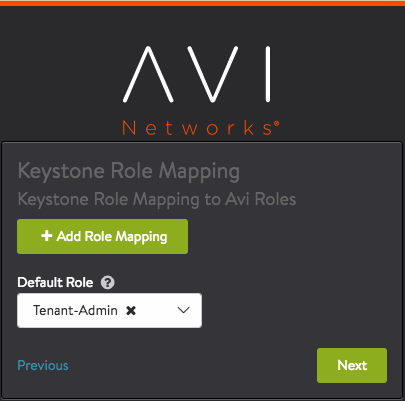 AVI
Networks®
Keystone Role Mapping
Keystone Role Mapping to Avi Roles
+ Add Role Mapping
Default Role ?
Tenant-Admin ✖
Previous
Next